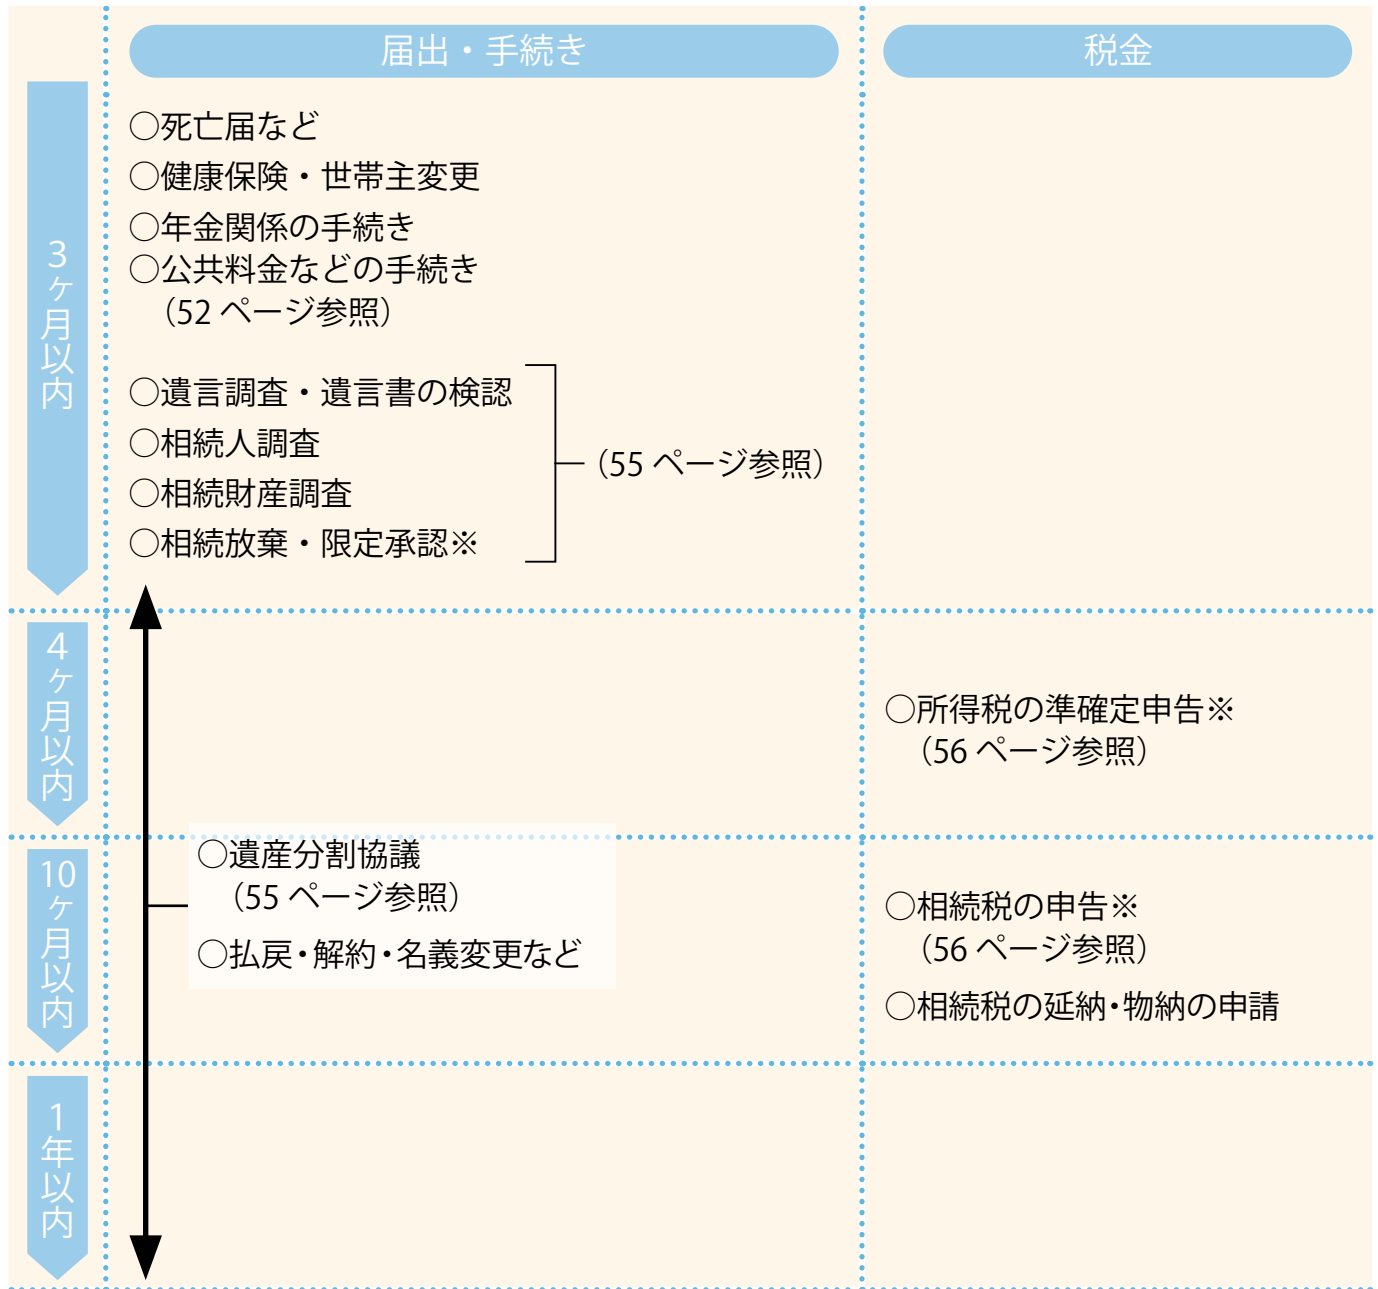 届出・手続き
税金
3ヶ月以内
○死亡届など
○健康保険・世帯主変更
○年金関係の手続き
○公共料金などの手続き
（52 ページ参照）
○遺言調査・遺言書の検認
○相続人調査
○相続財産調査
○相続放棄・限定承認※
（55 ページ参照）
4ヶ月以内
○所得税の準確定申告※
（56 ページ参照）
10ヶ月以内
○遺産分割協議
（55 ページ参照）
○払戻・解約・名義変更など
○相続税の申告※
（56 ページ参照）
○相続税の延納・物納の申請
1年以内